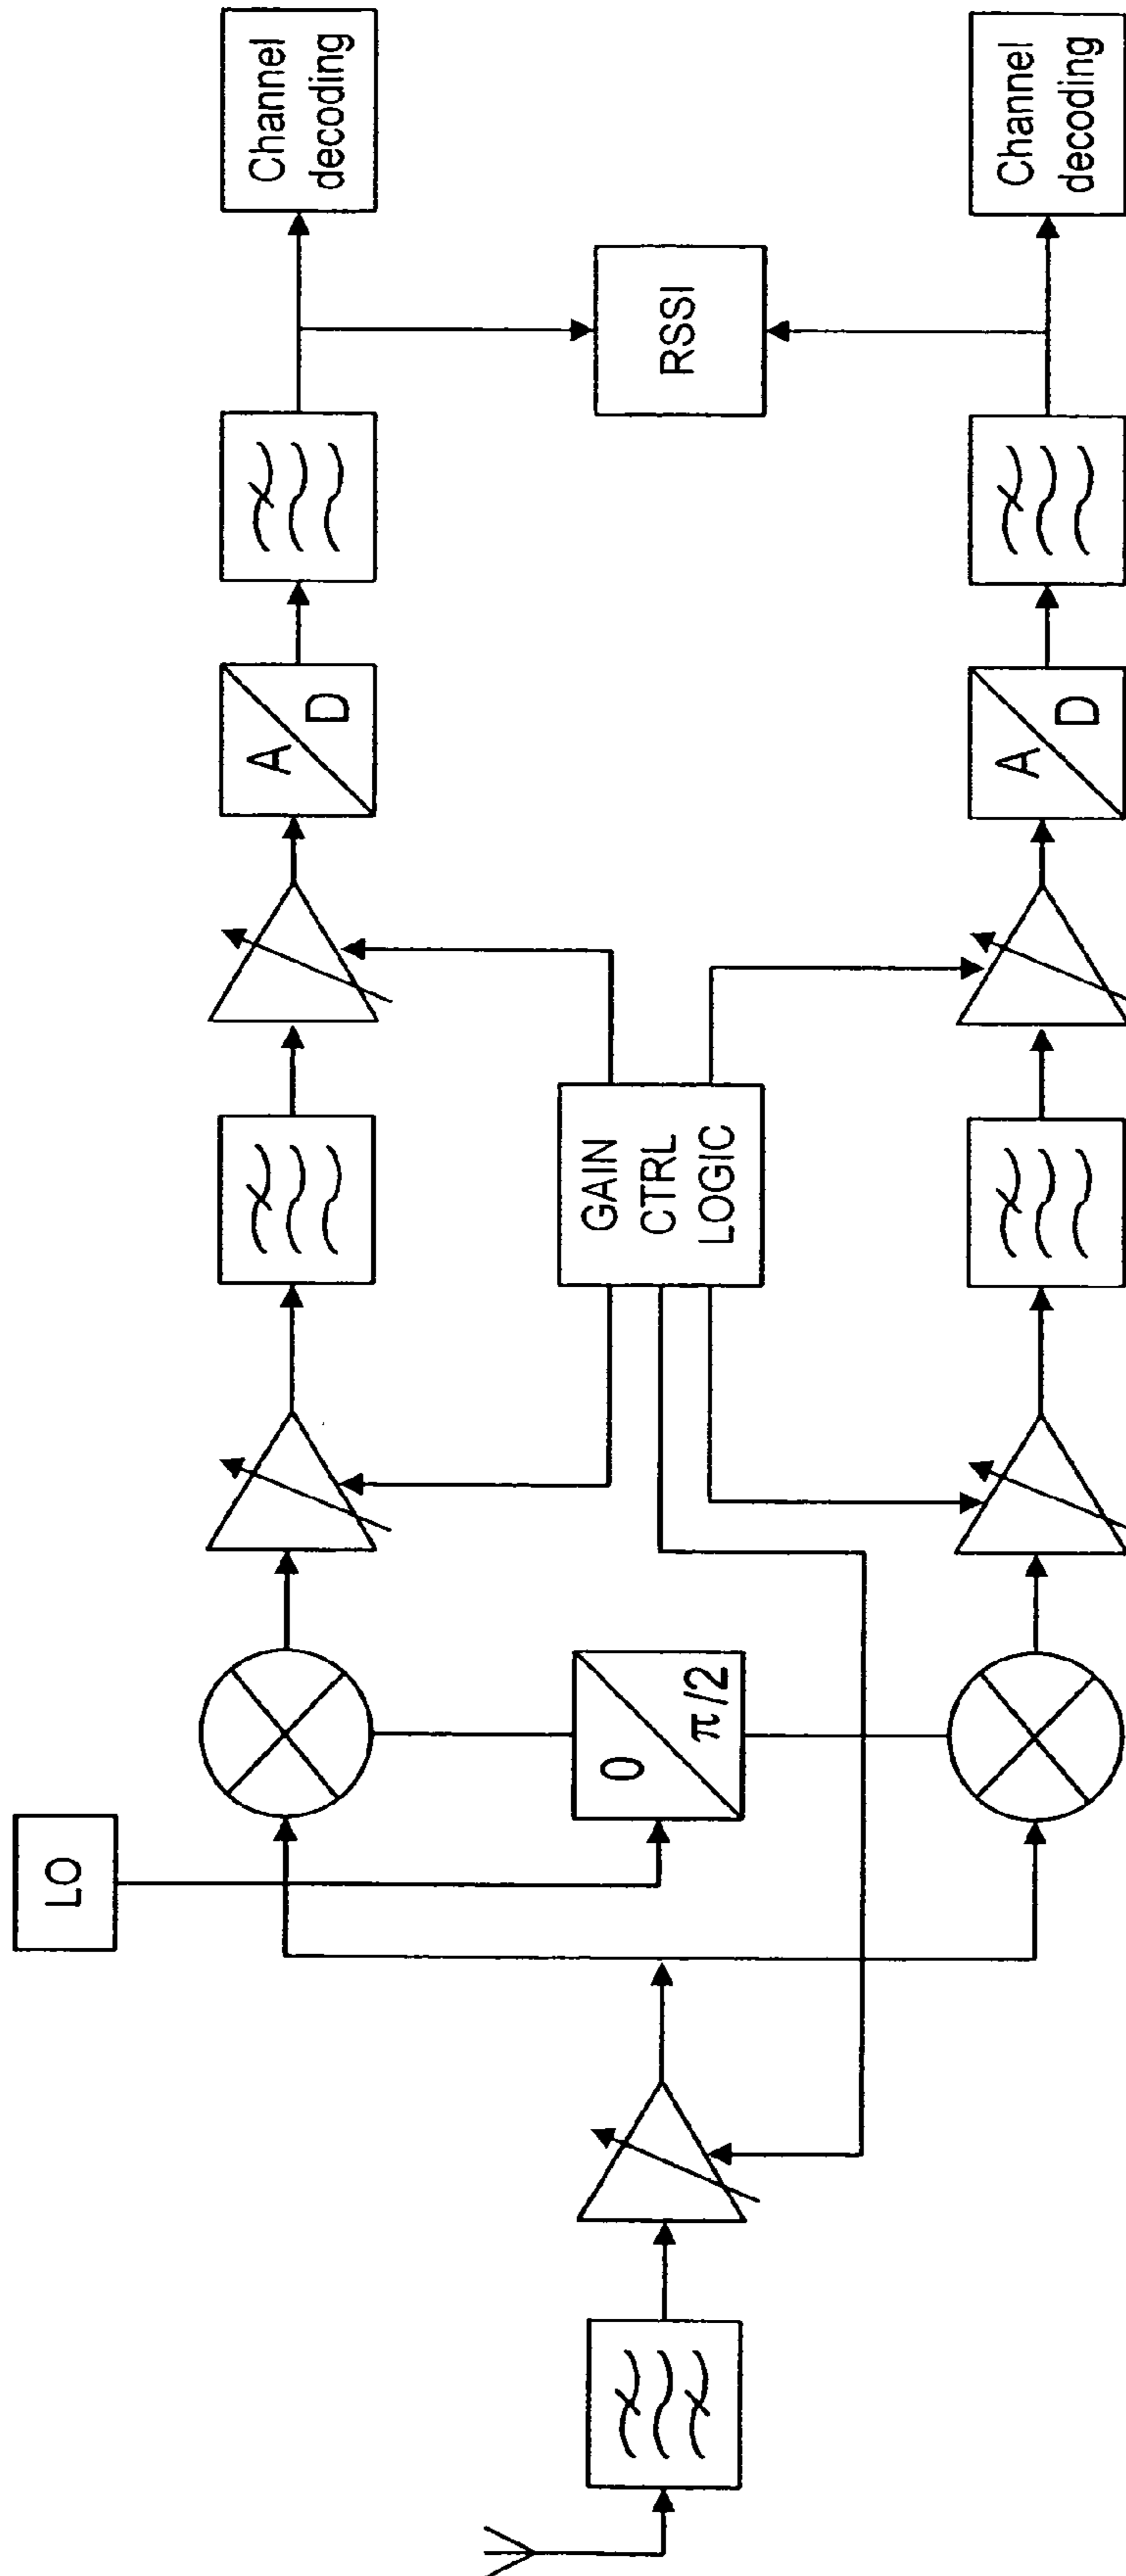 LO
A
D
Channel
decoding
0
π/2
GAIN
CTRL
LOGIC
RSSI
A
D
Channel
decoding